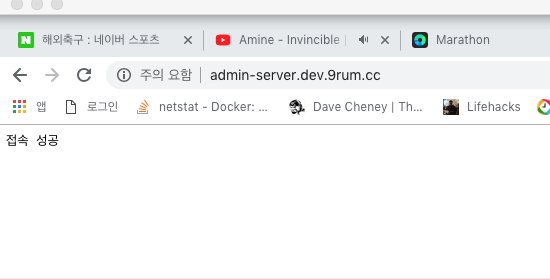 해외축구 : 네이버 스포츠
Amine - Invincible
Marathon
주의 요함 admin-server.dev.9rum.cc
앱 로그인 netstat - Docker: ... Dave Cheney | Th... Lifehacks
접속 성공